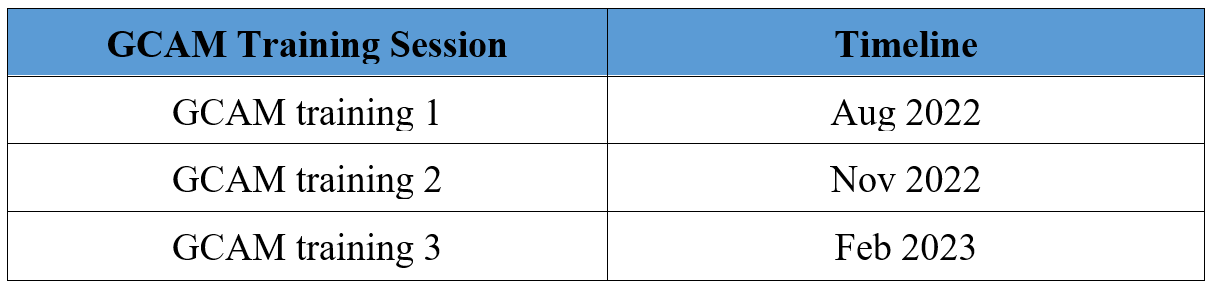 GCAM Training Session Timeline
GCAM training 1 Aug 2022
GCAM training 2 Nov 2022
GCAM training 3 Feb 2023